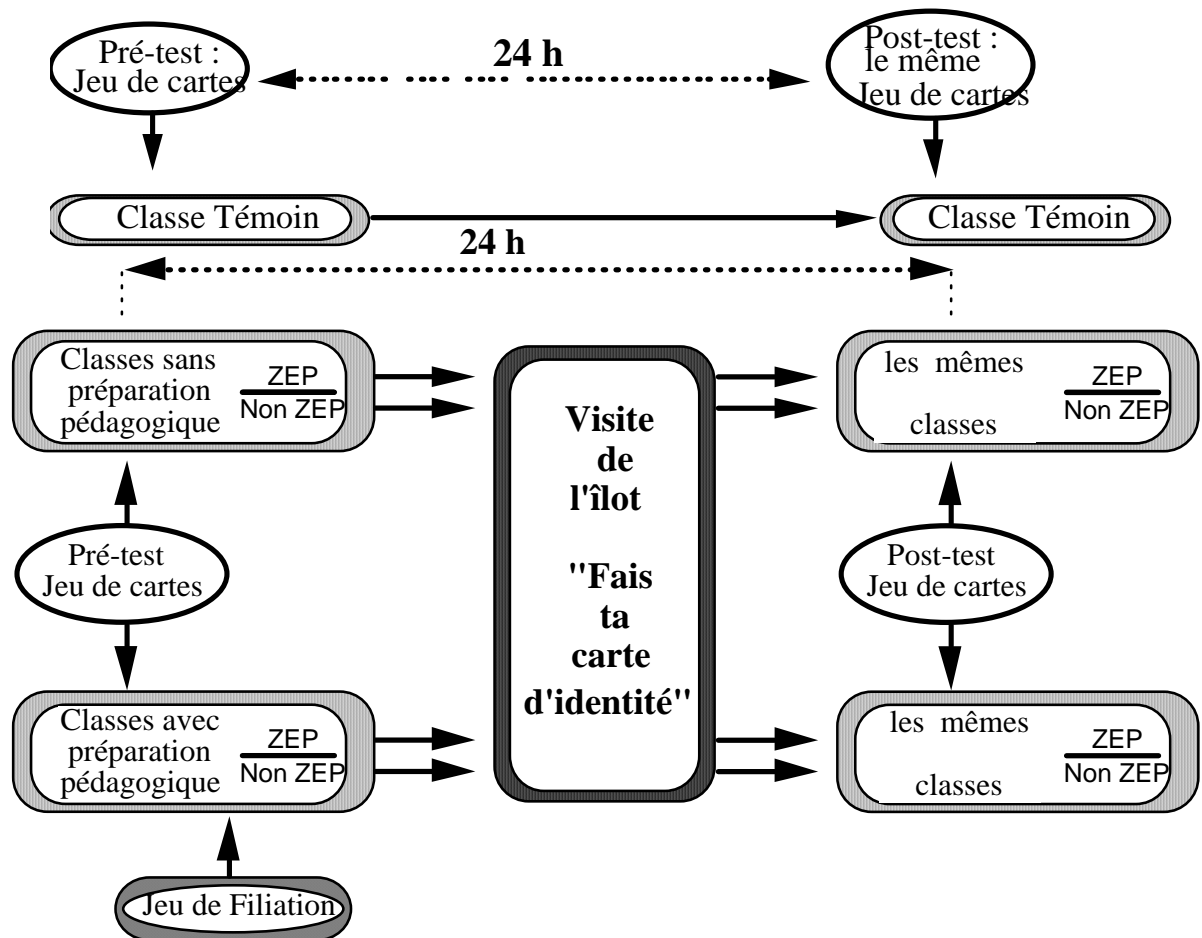 Pré-test :
Jeu de cartes
24 h
Post-test :
le même
Jeu de cartes
Classe Témoin
Classe Témoin
24 h
Classes sans
préparation
pédagogique
ZEP
Non ZEP
Visite
de
l'îlot
"Fais
ta
carte
d'identité"
les mêmes
classes
ZEP
Non ZEP
Pré-test
Jeu de cartes
Post-test
Jeu de cartes
Classes avec
préparation
pédagogique
ZEP
Non ZEP
les mêmes
classes
ZEP
Non ZEP
Jeu de Filiation